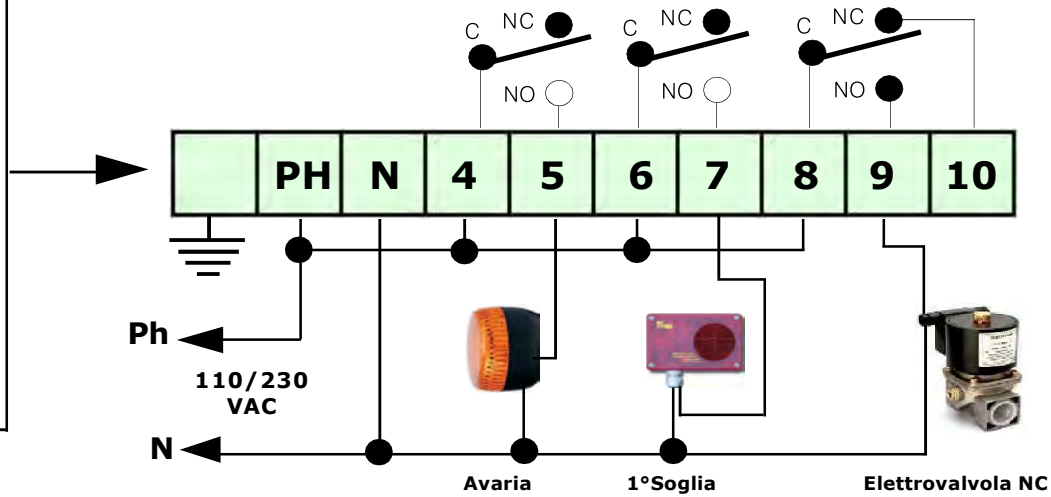 C NC
NO
C NC
NO
C NC
NO
PH N 4 5 6 7 8 9 10
Ph
110/230
VAC
N
Avaria 1°Soglia Elettrovalvola NC